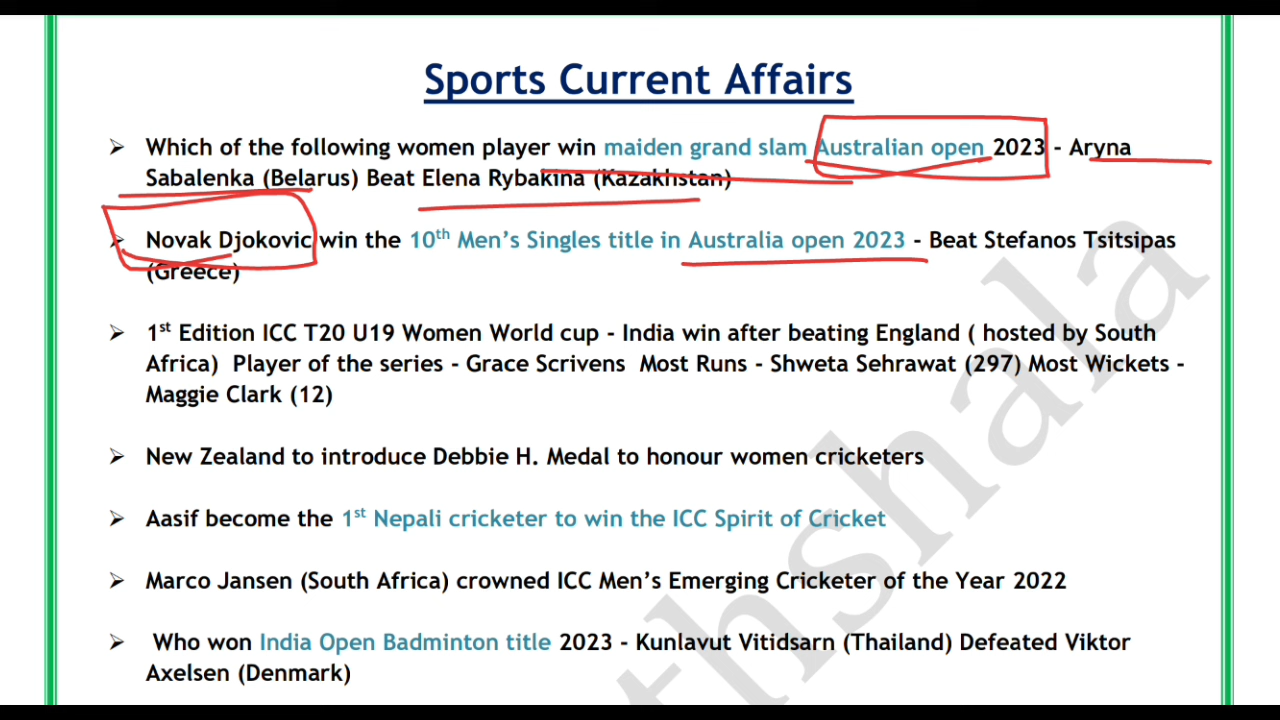 Sports Current Affairs
➢ Which of the following women player win maiden grand slam Australian open 2023 - Aryna
Sabalenka (Belarus) Beat Elena Rybakina (Kazakhstan)
➢ Novak Djokovic win the 10th Men's Singles title in Australia open 2023 - Beat Stefanos Tsitsipas
(Greece)
➢ 1st Edition ICC T20 U19 Women World cup - India win after beating England ( hosted by South
Africa) Player of the series - Grace Scrivens Most Runs - Shweta Sehrawat (297) Most Wickets -
Maggie Clark (12)
➢ New Zealand to introduce Debbie H. Medal to honour women cricketers
➢ Aasif become the 1st Nepali cricketer to win the ICC Spirit of Cricket
➢ Marco Jansen (South Africa) crowned ICC Men's Emerging Cricketer of the Year 2022
➢ Who won India Open Badminton title 2023 - Kunlavut Vitidsarn (Thailand) Defeated Viktor
Axelsen (Denmark)
thshala